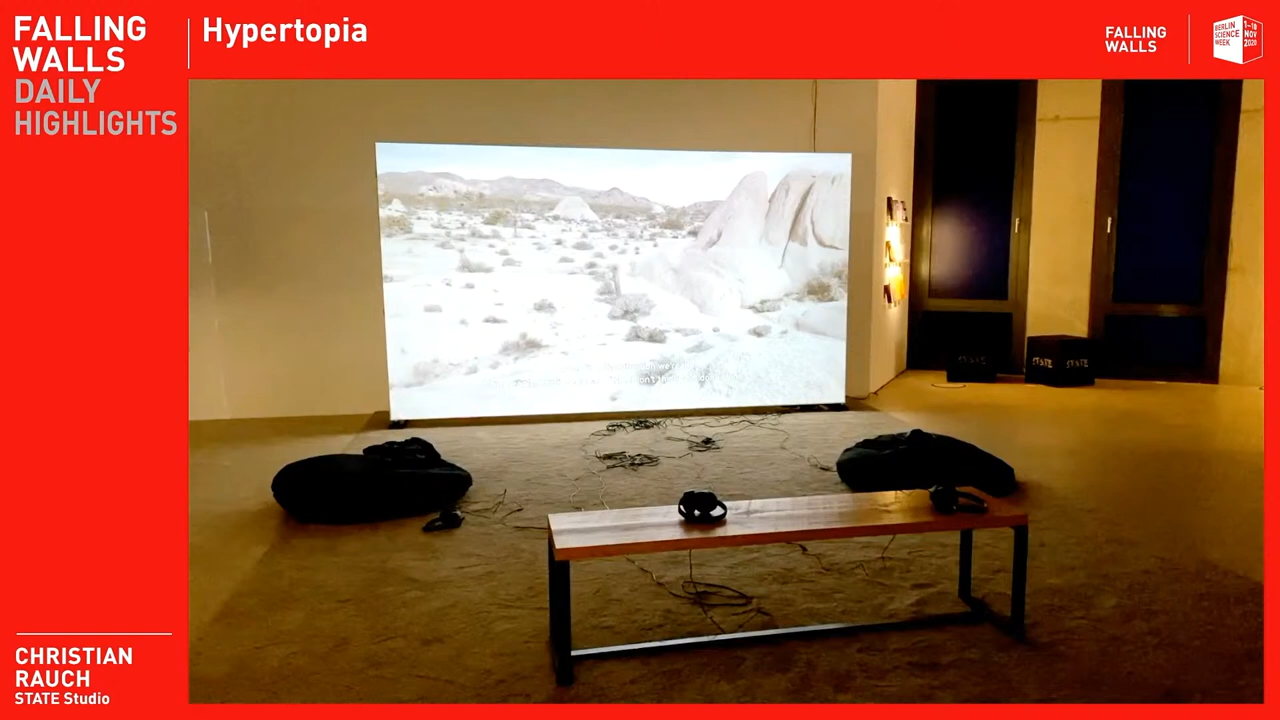 FALLING
WALLS
DAILY
HIGHLIGHTS
Hypertopia
FALLING
WALLS
BERLIN
SCIENCE
WEEK
1–10
NOV
2020
STATE
STATE
CHRISTIAN
RAUCH
STATE Studio